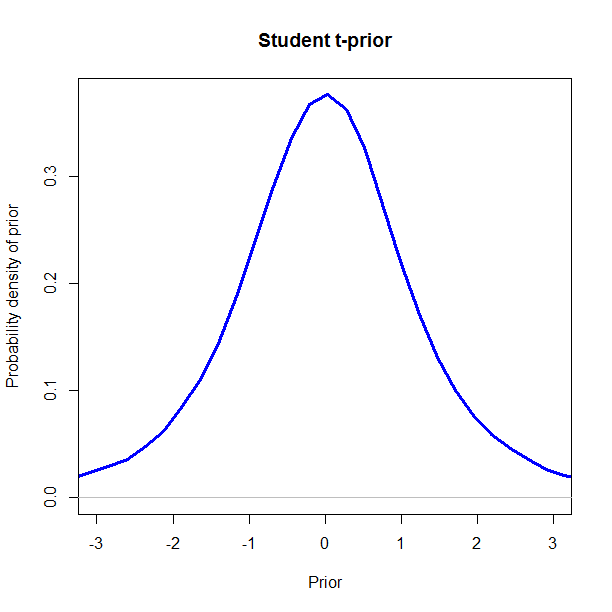 Student t-prior
Probability density of prior
0.3
0.2
0.1
0.0
-3 -2 -1 0 1 2 3
Prior